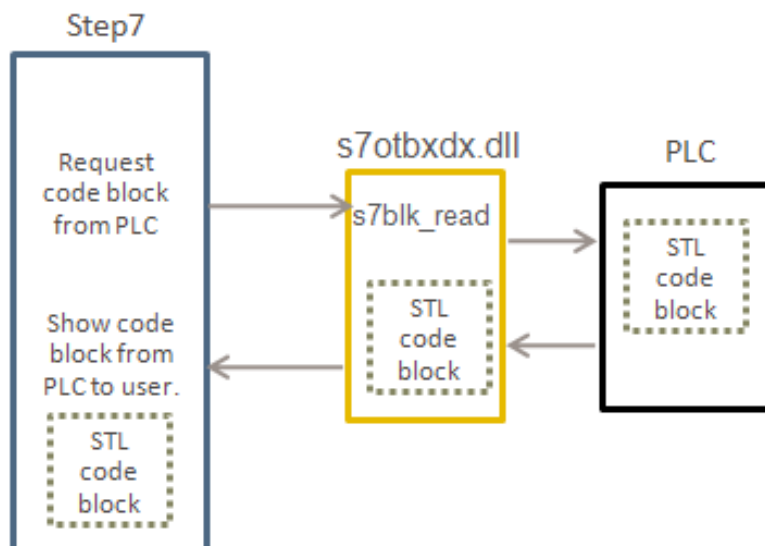 Step7
Request
code block
from PLC
Show code
block from
PLC to user.
STL
code
block
s7otbxdx.dll
s7blk_read
STL
code
block
PLC
STL
code
block